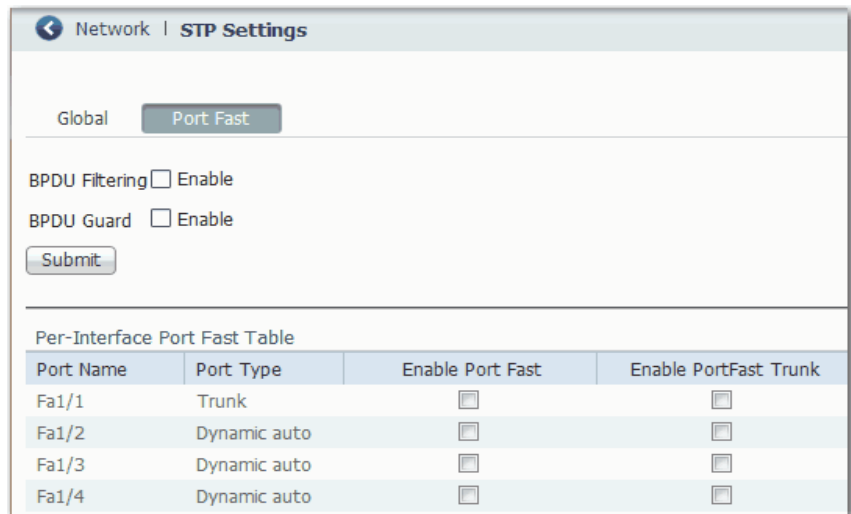 Network | STP Settings
Global Port Fast
BPDU Filtering Enable
BPDU Guard Enable
Submit
Per-Interface Port Fast Table
Port Name Port Type Enable Port Fast Enable PortFast Trunk
Fa1/1 Trunk
Fa1/2 Dynamic auto
Fa1/3 Dynamic auto
Fa1/4 Dynamic auto